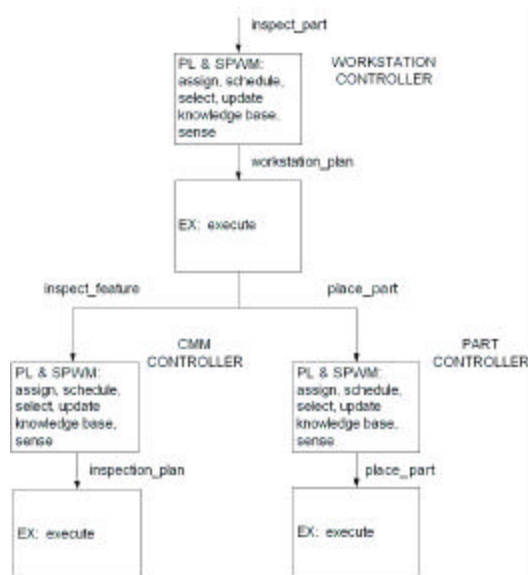 inspect_part
PL & SPWM:
assign, schedule,
select, update
knowledge base,
sense
WORKSTATION
CONTROLLER
workstation_plan
EX: execute
inspect_feature
place_part
CMM
CONTROLLER
PART
CONTROLLER
PL & SPWM:
assign, schedule,
select, update
knowledge base,
sense
PL & SPWM:
assign, schedule,
select, update
knowledge base,
sense
inspection_plan
place_part
EX: execute
EX: execute